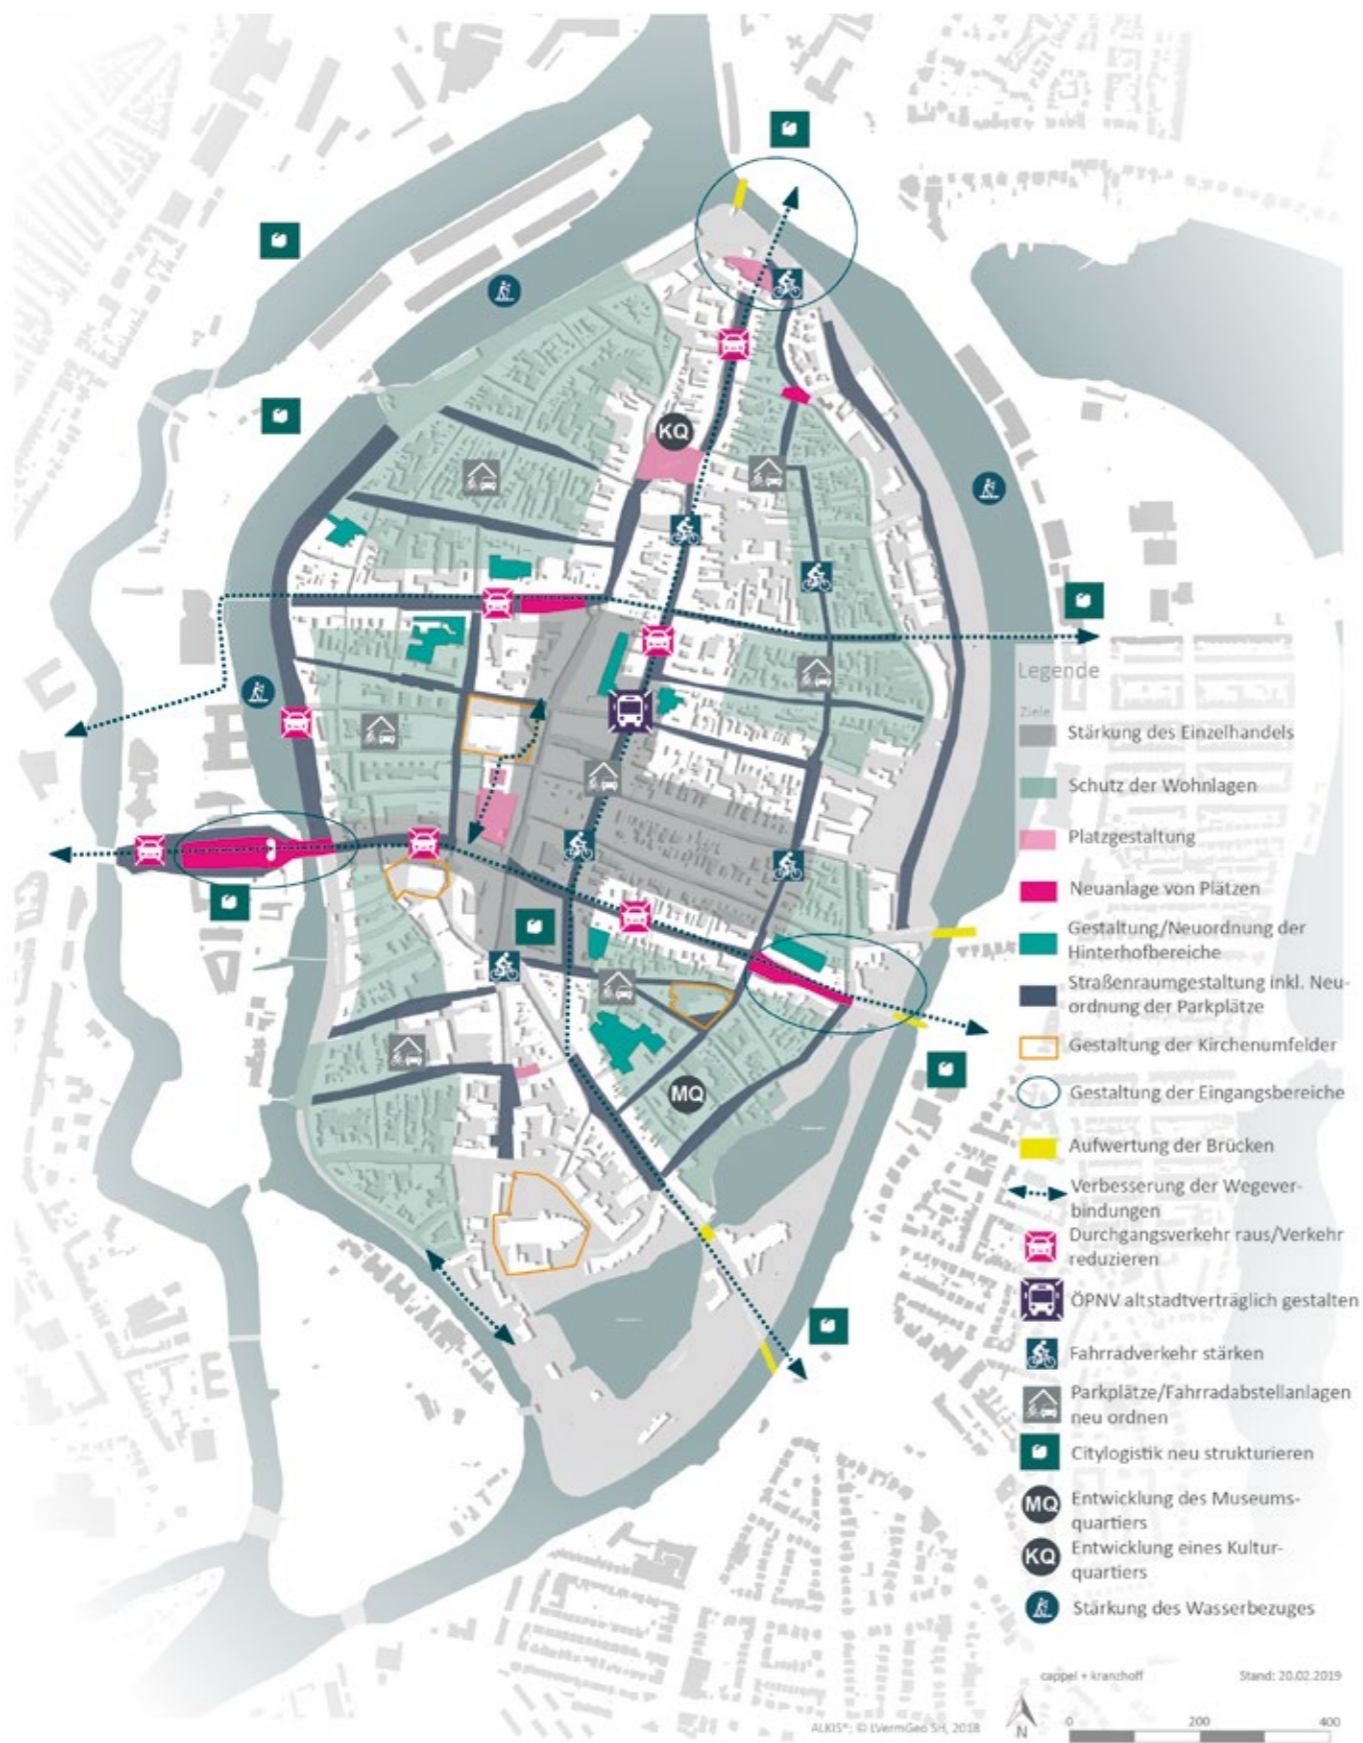 KQ
MQ
Legende
Ziele
Stärkung des Einzelhandels
Schutz der Wohnlagen
Platzgestaltung
Neuanlage von Plätzen
Gestaltung/Neuordnung der
Hinterhofbereiche
Straßenraumgestaltung inkl. Neu-
ordnung der Parkplätze
Gestaltung der Kirchenumfelder
Gestaltung der Eingangsbereiche
Aufwertung der Brücken
Verbesserung der Wegever-
bindungen
Durchgangsverkehr raus/Verkehr
reduzieren
ÖPNV altstadtverträglich gestalten
Fahrradverkehr stärken
Parkplätze/Fahrradabstellanlagen
neu ordnen
Citylogistik neu strukturieren
MQ Entwicklung des Museums-
quartiers
KQ Entwicklung eines Kultur-
quartiers
Stärkung des Wasserbezuges
cappel + kranzhoff Stand: 20.02.2019
ALKIS®; © LVermGeo SH, 2018
N
0 200 400